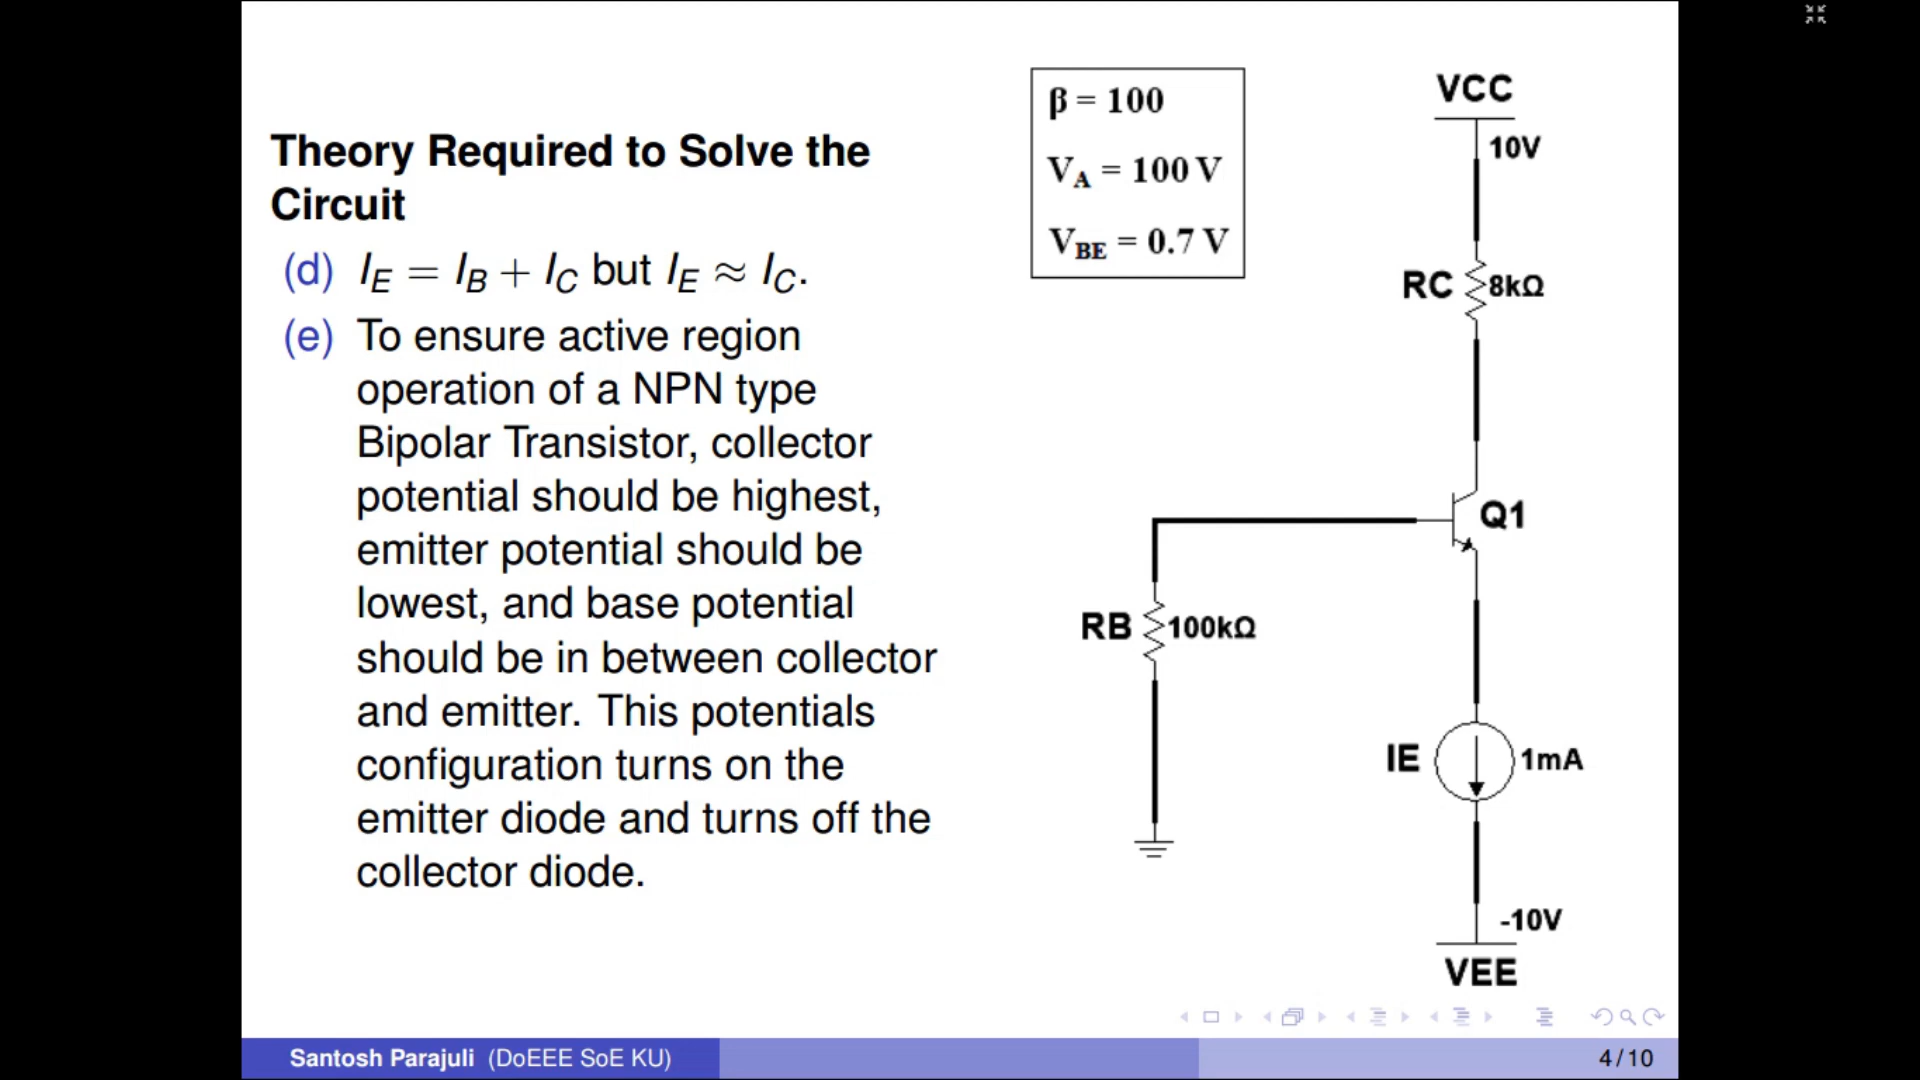 Theory Required to Solve the
Circuit
(d) I_E = I_B + I_C but I_E ≈ I_C.
(e) To ensure active region
operation of a NPN type
Bipolar Transistor, collector
potential should be highest,
emitter potential should be
lowest, and base potential
should be in between collector
and emitter. This potentials
configuration turns on the
emitter diode and turns off the
collector diode.
β = 100
V_A = 100 V
V_BE = 0.7 V
VCC
10V
RC 8kΩ
Q1
RB 100kΩ
IE 1mA
-10V
VEE
Santosh Parajuli (DoEEE SoE KU) 4 / 10